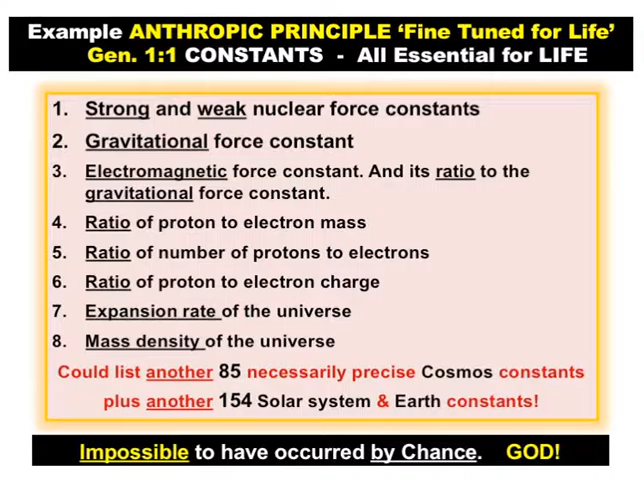 Example ANTHROPIC PRINCIPLE ‘Fine Tuned for Life’
Gen. 1:1 CONSTANTS - All Essential for LIFE
1. Strong and weak nuclear force constants
2. Gravitational force constant
3. Electromagnetic force constant. And its ratio to the
gravitational force constant.
4. Ratio of proton to electron mass
5. Ratio of number of protons to electrons
6. Ratio of proton to electron charge
7. Expansion rate of the universe
8. Mass density of the universe
Could list another 85 necessarily precise Cosmos constants
plus another 154 Solar system & Earth constants!
Impossible to have occurred by Chance. GOD!